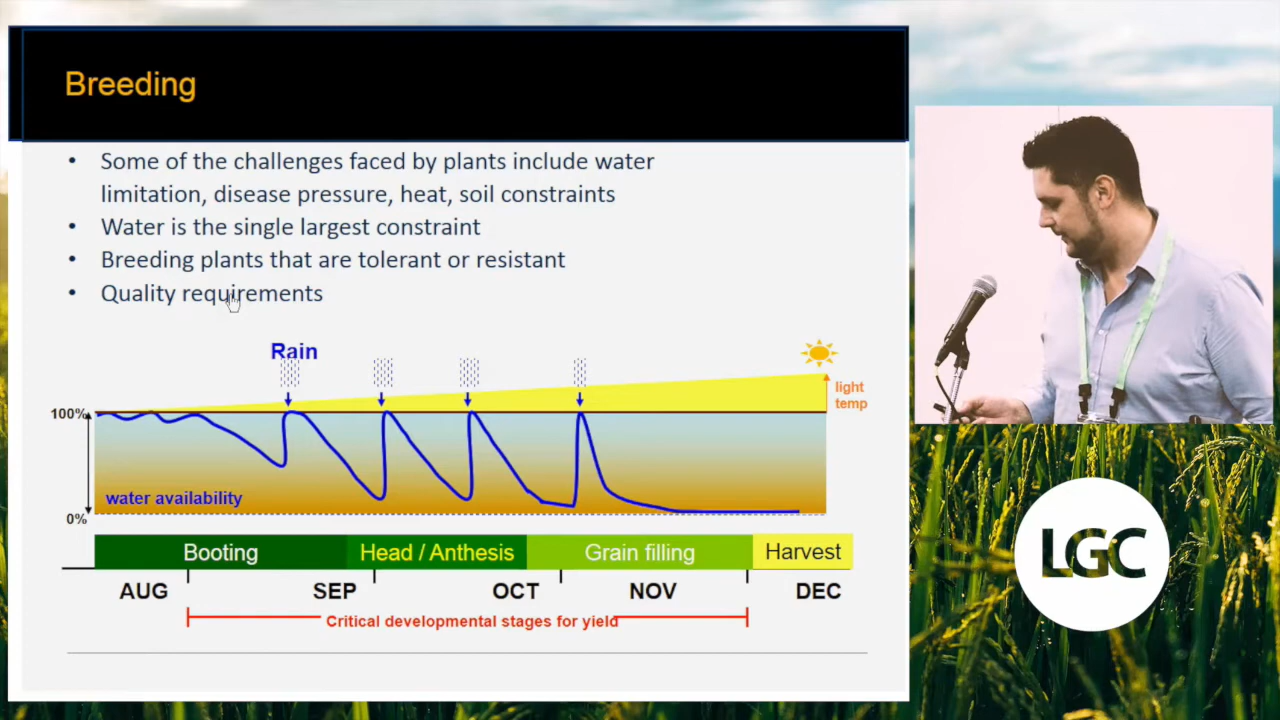 Breeding
• Some of the challenges faced by plants include water
limitation, disease pressure, heat, soil constraints
• Water is the single largest constraint
• Breeding plants that are tolerant or resistant
• Quality requirements
Rain
light
temp
100%
water availability
0%
Booting Head / Anthesis Grain filling Harvest
AUG SEP OCT NOV DEC
Critical developmental stages for yield
LGC